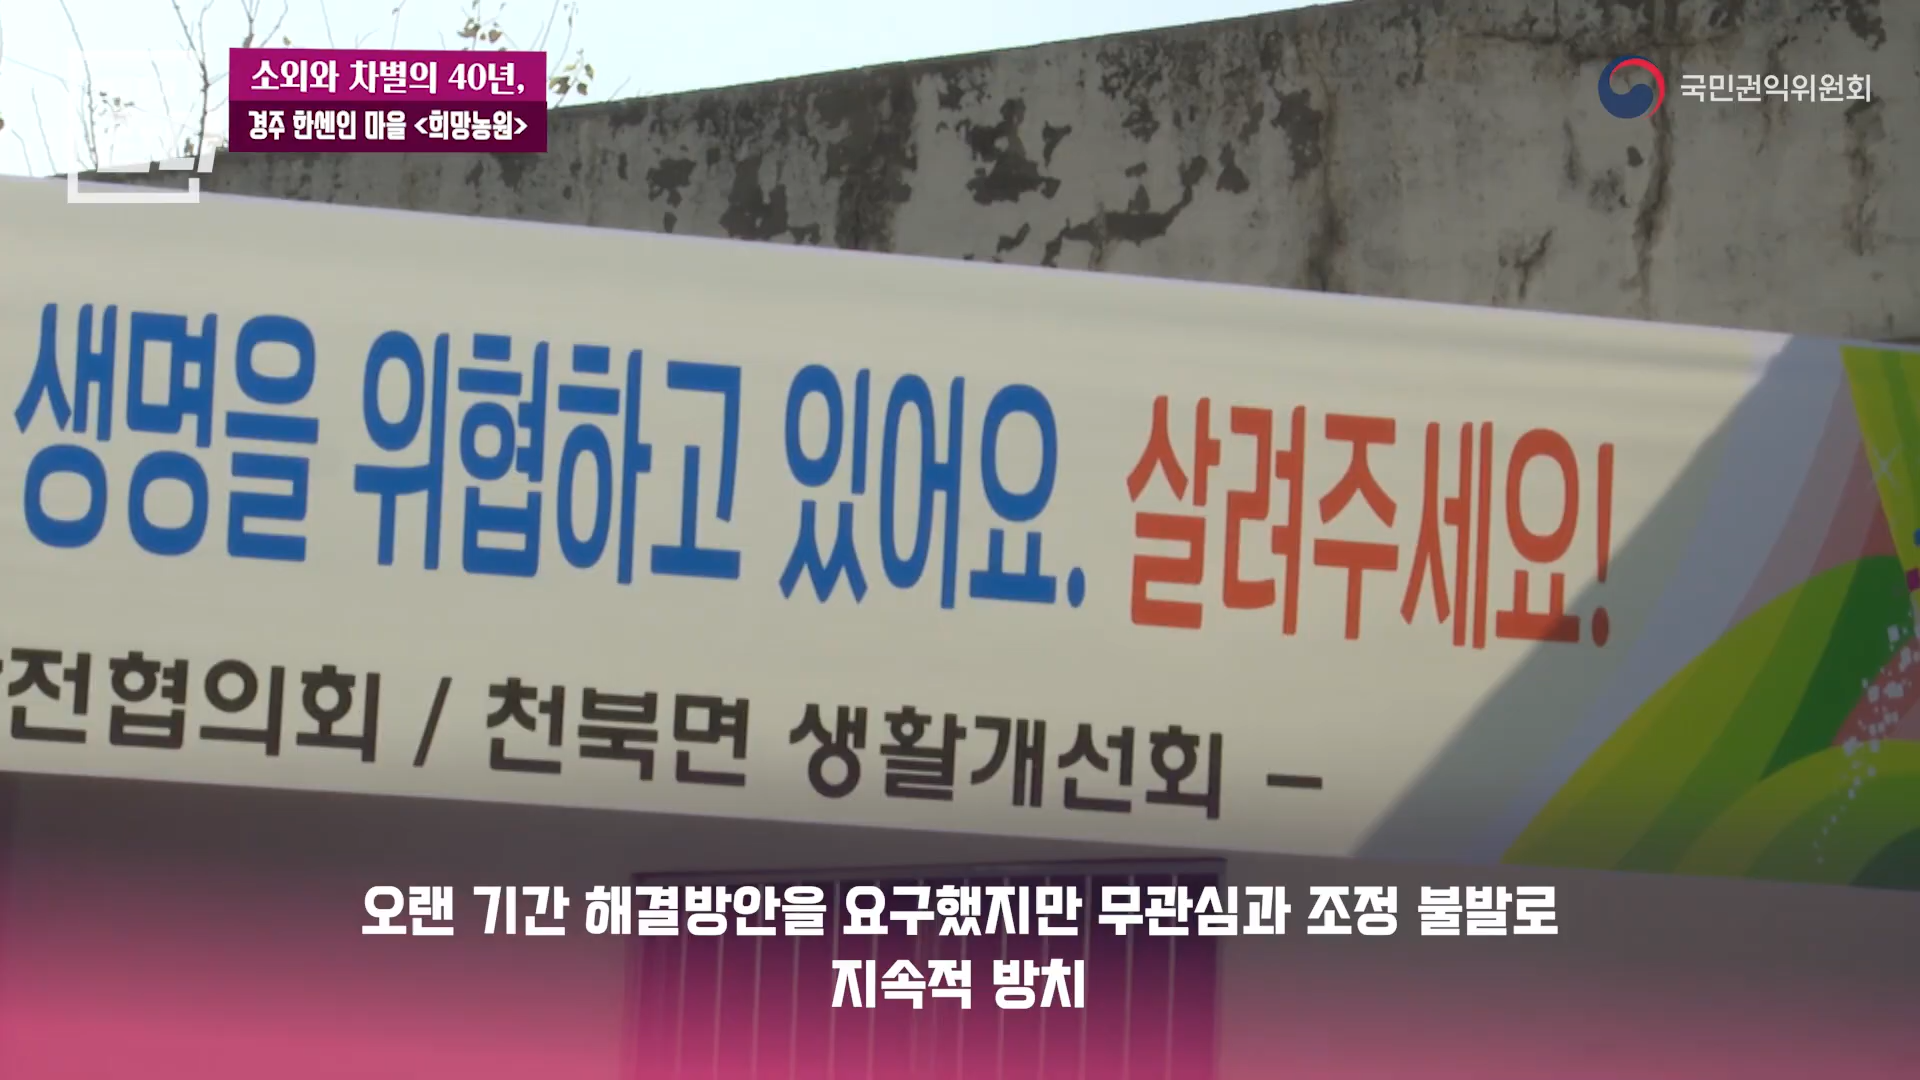 소외와 차별의 40년,
경주 한센인 마을 <희망농원>
국민권익위원회
생명을 위협하고 있어요. 살려주세요!
전협의회 / 천북면 생활개선회 -
오랜 기간 해결방안을 요구했지만 무관심과 조정 불발로
지속적 방치